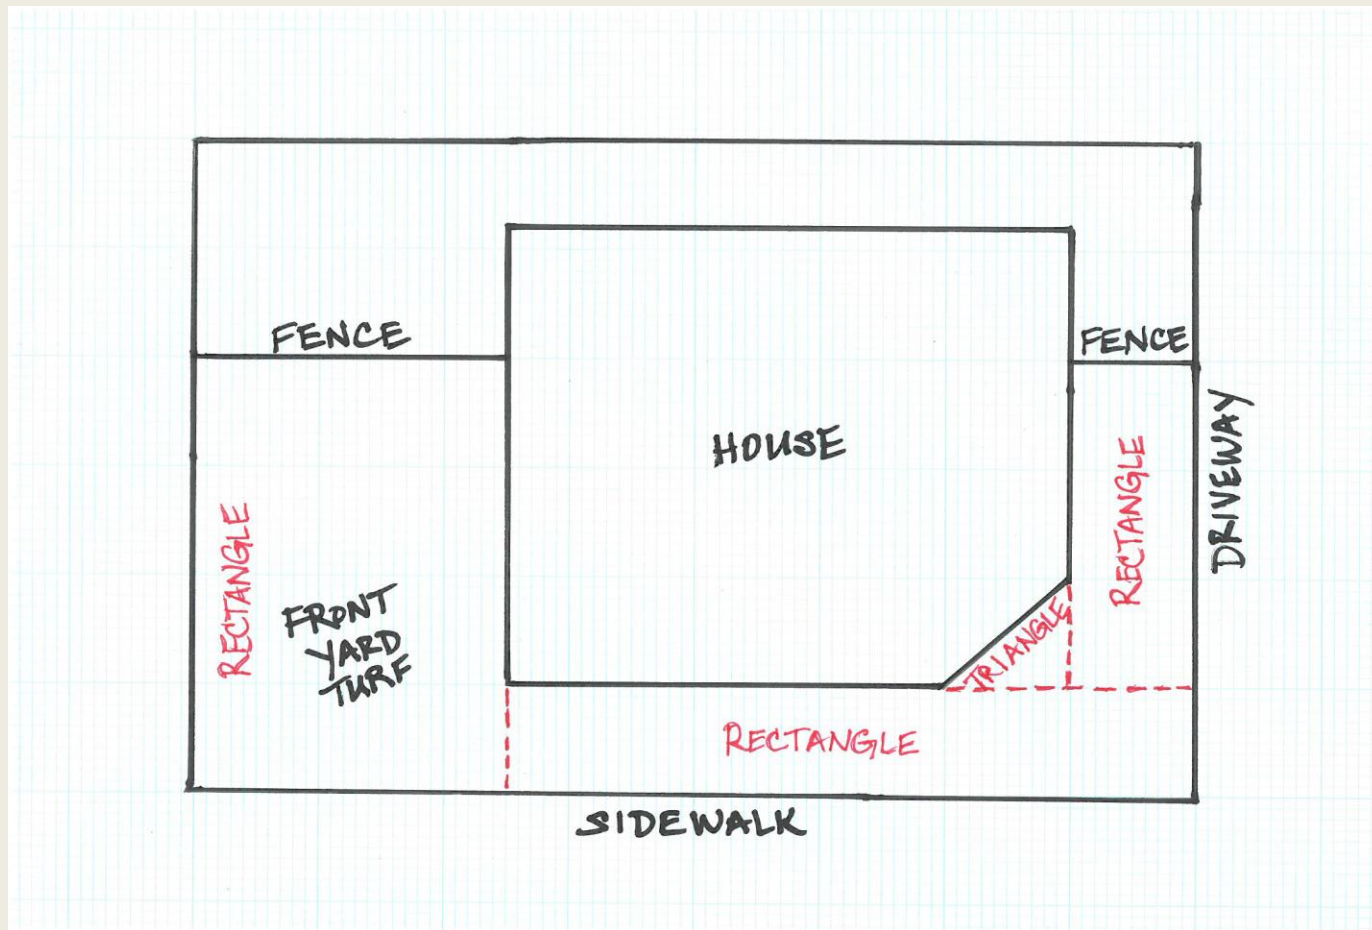 FENCE
FENCE
HOUSE
DRIVEWAY
RECTANGLE
RECTANGLE
FRONT
YARD
TURF
TRIANGLE
RECTANGLE
SIDEWALK